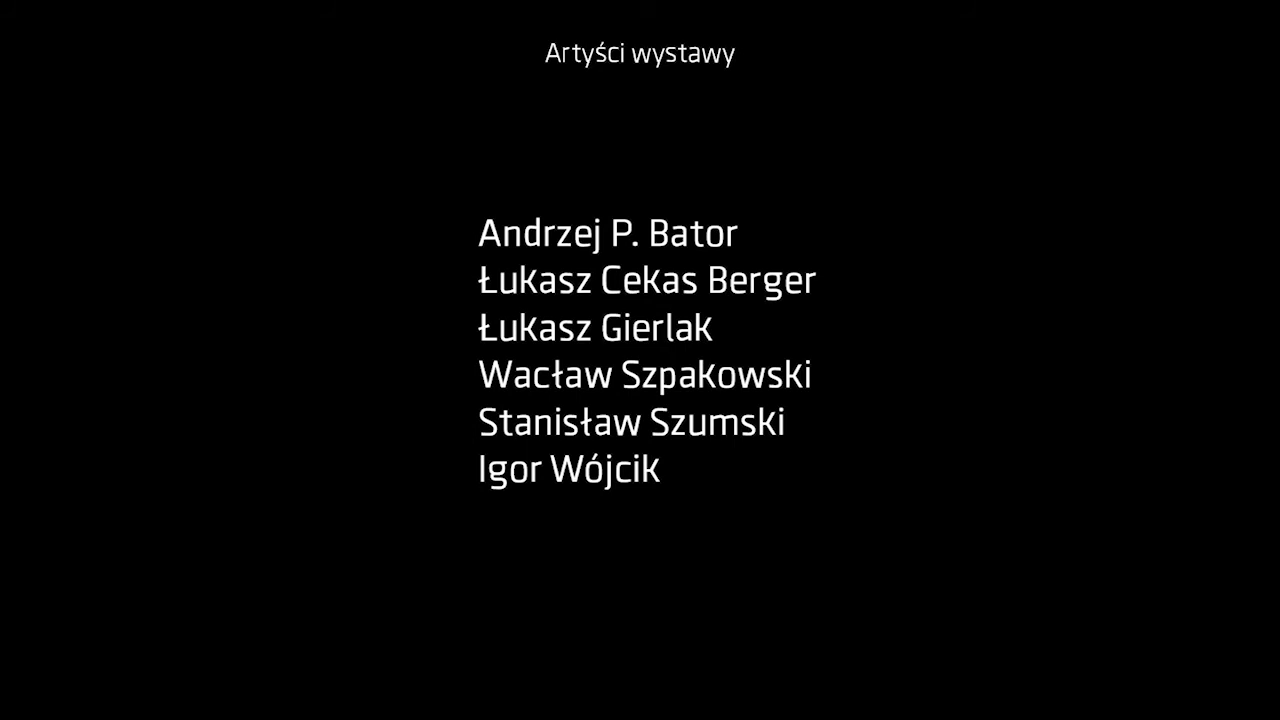 Artyści wystawy
Andrzej P. Bator
Łukasz Cekas Berger
Łukasz Gierlak
Wacław Szpakowski
Stanisław Szumski
Igor Wójcik